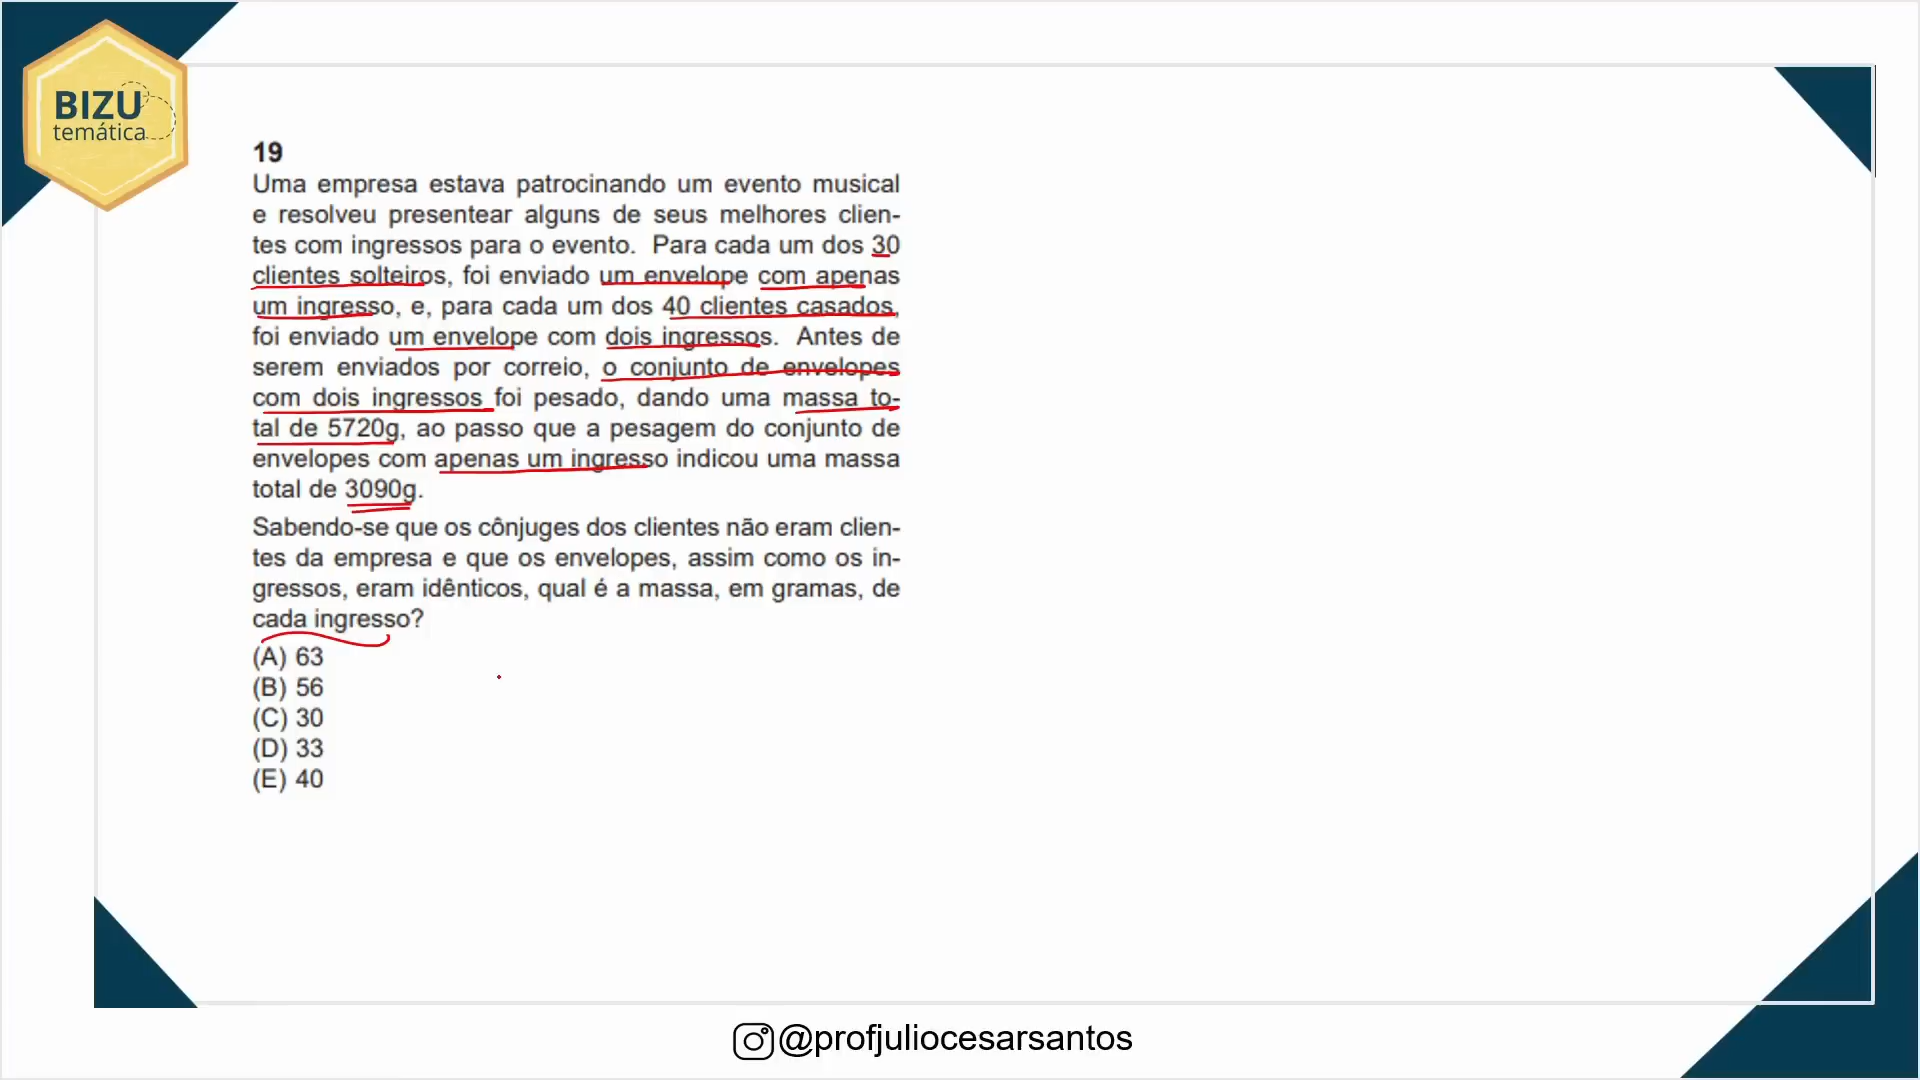 BIZU
temática
19
Uma empresa estava patrocinando um evento musical
e resolveu presentear alguns de seus melhores clien-
tes com ingressos para o evento. Para cada um dos 30
clientes solteiros, foi enviado um envelope com apenas
um ingresso, e, para cada um dos 40 clientes casados,
foi enviado um envelope com dois ingressos. Antes de
serem enviados por correio, o conjunto de envelopes
com dois ingressos foi pesado, dando uma massa to-
tal de 5720g, ao passo que a pesagem do conjunto de
envelopes com apenas um ingresso indicou uma massa
total de 3090g.
Sabendo-se que os cônjuges dos clientes não eram clien-
tes da empresa e que os envelopes, assim como os in-
gressos, eram idênticos, qual é a massa, em gramas, de
cada ingresso?
(A) 63
(B) 56
(C) 30
(D) 33
(E) 40
@profjuliocesarsantos